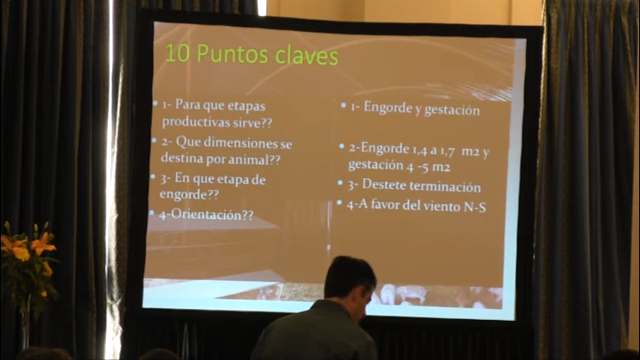 10 Puntos claves
• 1- Para que etapas
productivas sirve??
• 2- Que dimensiones se
destina por animal??
• 3- En que etapa de
engorde??
• 4-Orientación??
• 1- Engorde y gestación
• 2-Engorde 1,4 a 1,7 m2 y
gestación 4 -5 m2
• 3- Destete terminación
• 4-A favor del viento N-S